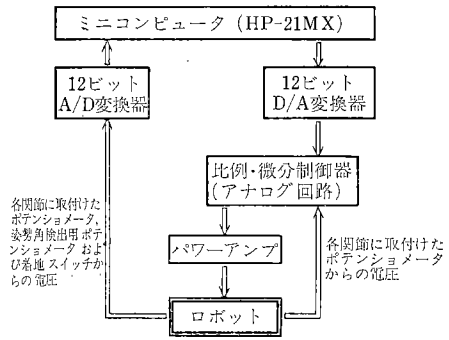 ミニコンピュータ (HP-21MX)
12ビット
A/D変換器
12ビット
D/A変換器
比例・微分制御器
(アナログ回路)
各関節に取付けた
ポテンショメータ,
姿勢角検出用ポテ
ンショメータおよ
び着地スイッチか
らの電圧
パワーアンプ
各関節に取付けた
ポテンショメータ
からの電圧
ロボット